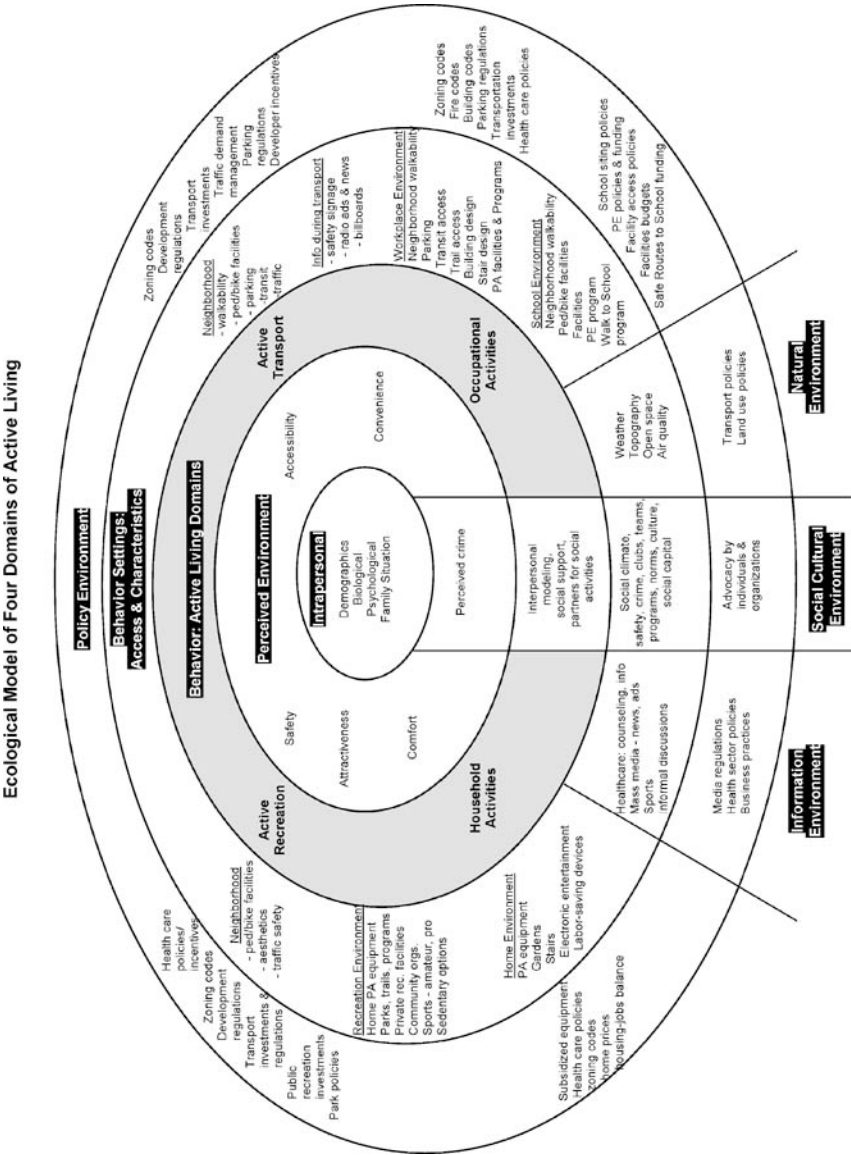 Ecological Model of Four Domains of Active Living
Policy Environment
Behavior Settings:
Access & Characteristics
Behavior: Active Living Domains
Perceived Environment
Intrapersonal
Demographics
Biological
Psychological
Family Situation
Safety
Attractiveness
Comfort
Accessibility
Convenience
Perceived crime
Active
Recreation
Active
Transport
Household
Activities
Occupational
Activities
Interpersonal
modeling,
social support,
partners for social
activities
Health care
policies/
incentives
Zoning codes
Development
regulations
Transport
investments &
regulations
Public
recreation
investments
Park policies
Neighborhood
- ped/bike facilities
- aesthetics
- traffic safety
Recreation Environment
Home PA equipment
Parks, trails, programs
Private rec. facilities
Community orgs.
Sports - amateur, pro
Sedentary options
Home Environment
PA equipment
Gardens
Stairs
Electronic entertainment
Labor-saving devices
Subsidized equipment
Health care policies
zoning codes
home prices
housing-jobs balance
Zoning codes
Development
regulations
Transport
investments
Traffic demand
management
Parking
regulations
Developer incentives
Neighborhood
- walkability
- ped/bike facilities
- parking
-transit
-traffic
Info during transport
- safety signage
- radio ads & news
- billboards
Workplace Environment
Neighborhood walkability
Parking
Transit access
Trail access
Building design
Stair design
PA facilities & Programs
Zoning codes
Fire codes
Building codes
Parking regulations
Transportation
investments
Health care policies
School Environment
Neighborhood walkability
Ped/bike facilities
Facilities
PE program
Walk to School
program
School siting policies
PE policies & funding
Facility access policies
Facilities budgets
Safe Routes to School funding
Healthcare: counseling, info
Mass media - news, ads
Sports
Informal discussions
Social climate,
safety, crime, clubs, teams,
programs, norms, culture,
social capital
Weather
Topography
Open space
Air quality
Media regulations
Health sector policies
Business practices
Advocacy by
individuals &
organizations
Transport policies
Land use policies
Information
Environment
Social Cultural
Environment
Natural
Environment